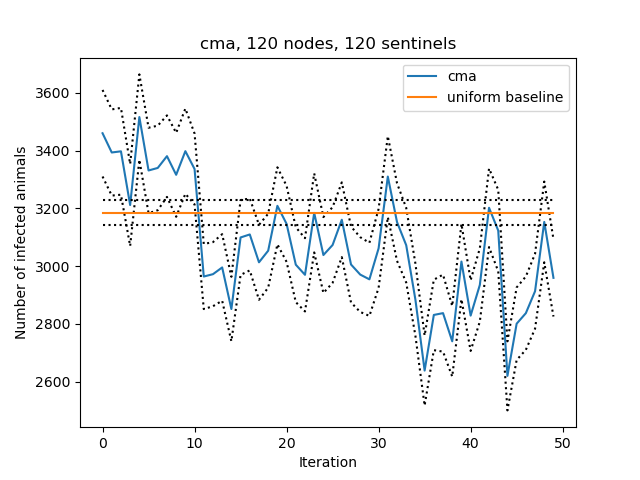 cma, 120 nodes, 120 sentinels
cma
uniform baseline
Number of infected animals
3600
3400
3200
3000
2800
2600
0 10 20 30 40 50
Iteration